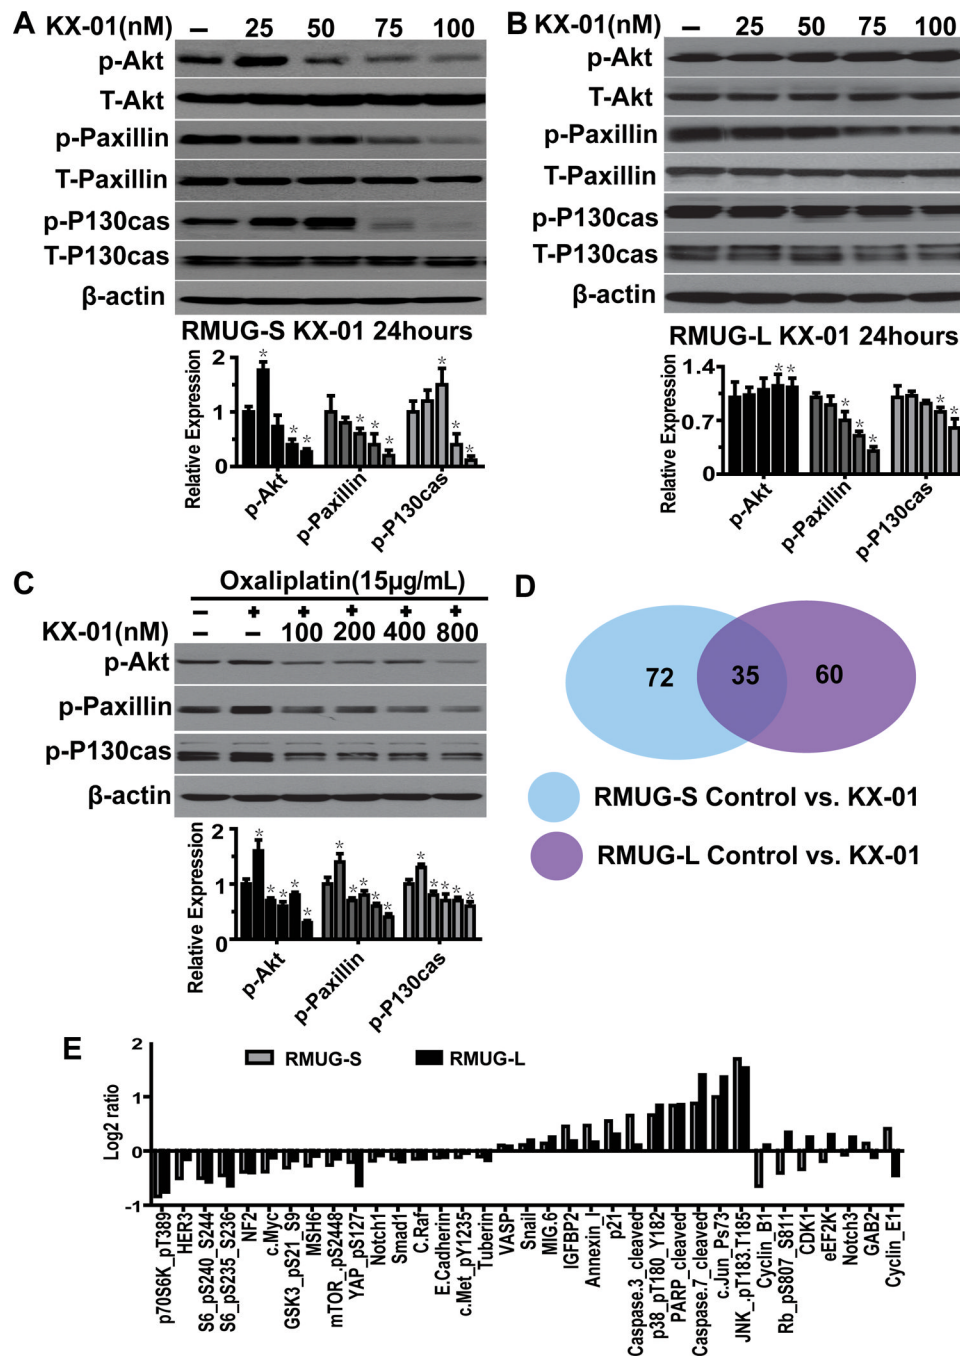 A
KX-01(nM) – 25 50 75 100
p-Akt
T-Akt
p-Paxillin
T-Paxillin
p-P130cas
T-P130cas
β-actin
RMUG-S KX-01 24hours
Relative Expression
2
1
0
* * * * * * * * *
p-Akt
p-Paxillin
p-P130cas
B
KX-01(nM) – 25 50 75 100
p-Akt
T-Akt
p-Paxillin
T-Paxillin
p-P130cas
T-P130cas
β-actin
RMUG-L KX-01 24hours
Relative Expression
1.4
0.7
0
* * * * * * *
p-Akt
p-Paxillin
p-P130cas
C
Oxaliplatin(15μg/mL)
– + + + + +
KX-01(nM) – – 100 200 400 800
p-Akt
p-Paxillin
p-P130cas
β-actin
Relative Expression
2
1
0
* * * * * * * * * * * * * * *
p-Akt
p-Paxillin
p-P130cas
D
72 35 60
RMUG-S Control vs. KX-01
RMUG-L Control vs. KX-01
E
RMUG-S RMUG-L
Log2 ratio
2
1
0
-1
p70S6K_pT389
HER3
S6_pS240_S244
S6_pS235_S236
NF2
c.Myc
GSK3_pS21_S9
MSH6
mTOR_.pS2448
YAP_pS127
Notch1
Smad1
C.Raf
E.Cadherin
c.Met_pY1235
Tuberin
VASP
Snail
MIG.6
IGFBP2
Annexin_I
p21
Caspase.3_cleaved
p38_pT180_Y182
PARP_cleaved
Caspase.7_cleaved
c.Jun_Ps73
JNK_.pT183.T185
Cyclin_B1
Rb_pS807_S811
CDK1
eEF2K
Notch3
GAB2
Cyclin_E1